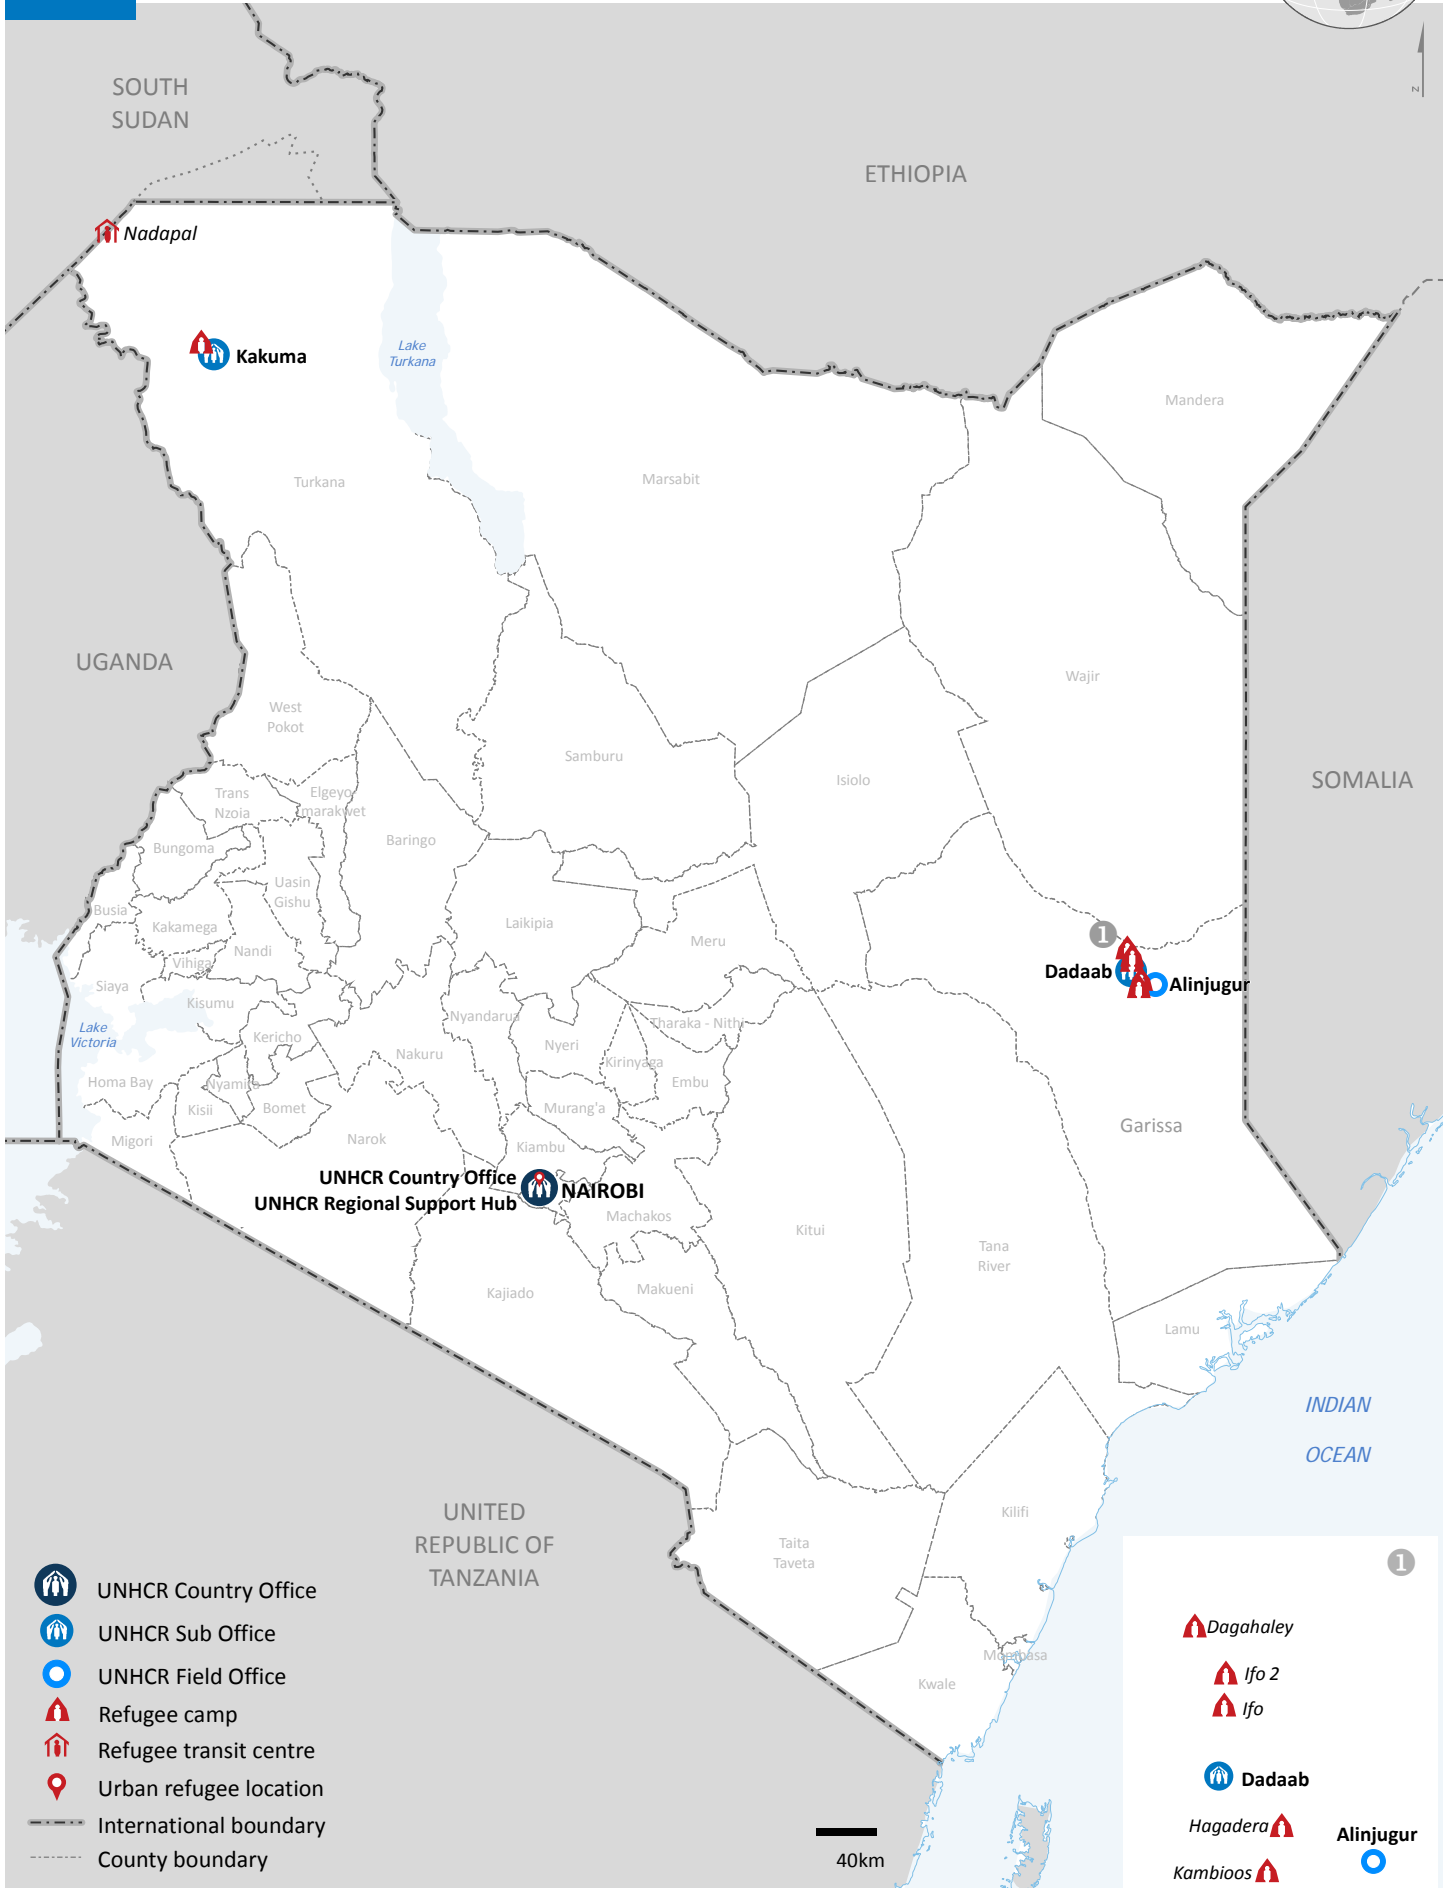 N
SOUTH
SUDAN
ETHIOPIA
Nadapal
Kakuma
Lake
Turkana
Mandera
Turkana
Marsabit
UGANDA
Wajir
West
Pokot
Samburu
Isiolo
SOMALIA
Trans
Nzoia
Elgeyo-
marakwet
Baringo
Bungoma
Uasin
Gishu
Busia
Kakamega
Laikipia
Meru
1
Nandi
Vihiga
Dadaab
Alinjugur
Siaya
Kisumu
Lake
Victoria
Kericho
Nyandarua
Tharaka - Nithi
Nyeri
Nakuru
Kirinyaga
Homa Bay
Nyamira
Embu
Kisii
Bomet
Murang'a
Garissa
Migori
Narok
Kiambu
UNHCR Country Office
UNHCR Regional Support Hub
NAIROBI
Machakos
Kitui
Tana
River
Kajiado
Makueni
Lamu
INDIAN
OCEAN
UNITED
REPUBLIC OF
TANZANIA
Kilifi
Taita
Taveta
Mombasa
Kwale
UNHCR Country Office
UNHCR Sub Office
UNHCR Field Office
Refugee camp
Refugee transit centre
Urban refugee location
International boundary
County boundary
40km
1
Dagahaley
Ifo 2
Ifo
Dadaab
Hagadera
Alinjugur
Kambioos